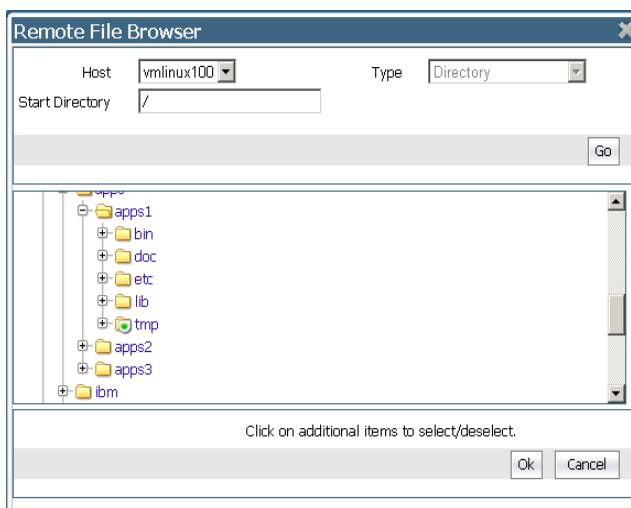 Remote File Browser
Host vmlinux100 Type Directory
Start Directory /
Go
apps1
bin
doc
etc
lib
tmp
apps2
apps3
ibm
Click on additional items to select/deselect.
Ok Cancel